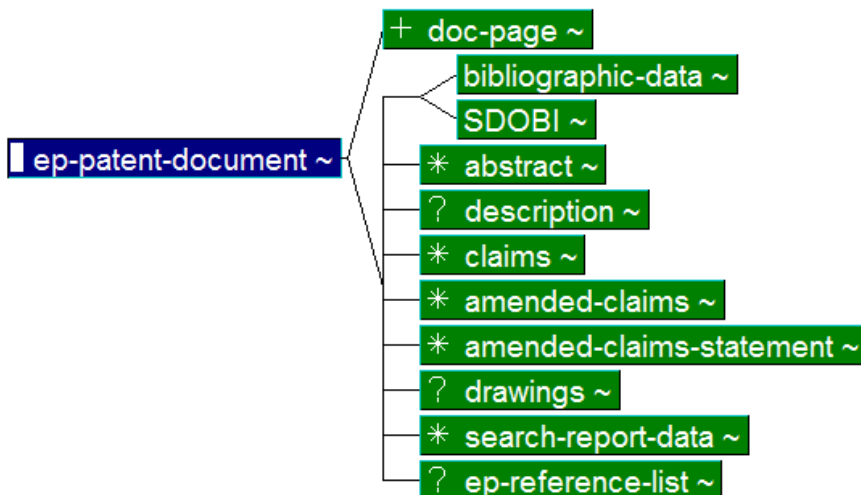 + doc-page ~
bibliographic-data ~
SDOBI ~
ep-patent-document ~
* abstract ~
? description ~
* claims ~
* amended-claims ~
* amended-claims-statement ~
? drawings ~
* search-report-data ~
? ep-reference-list ~